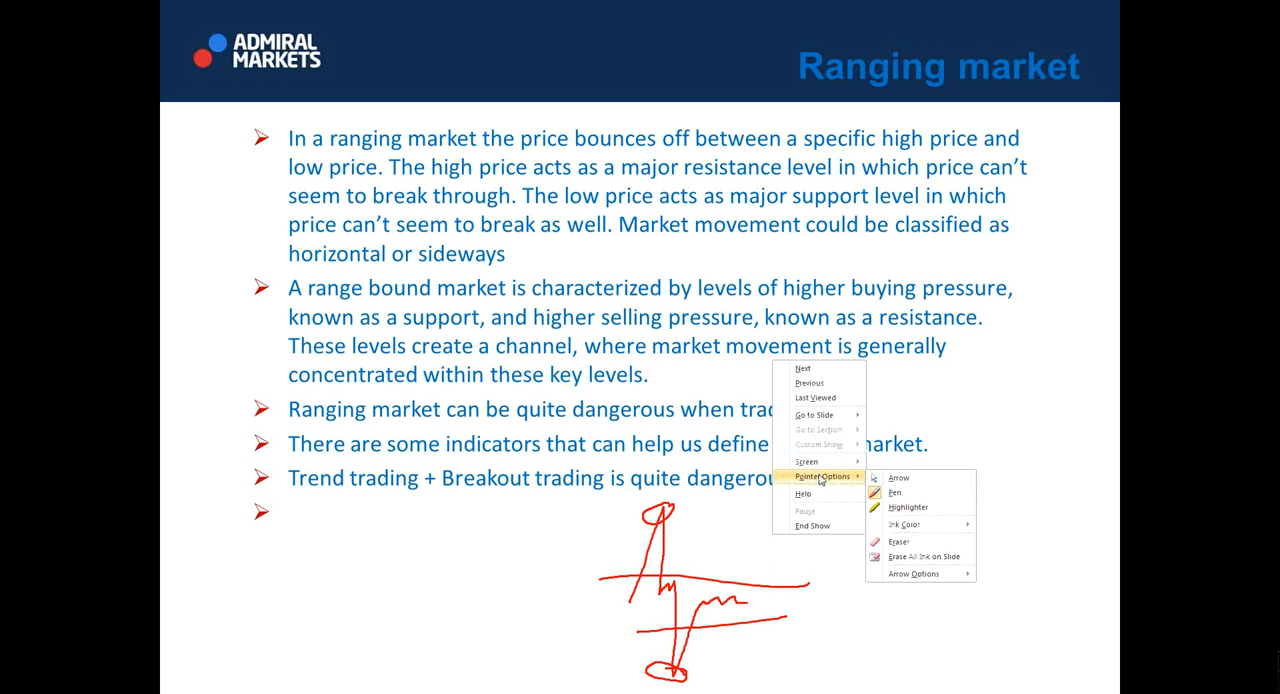 ADMIRAL
MARKETS
Ranging market
In a ranging market the price bounces off between a specific high price and
low price. The high price acts as a major resistance level in which price can't
seem to break through. The low price acts as major support level in which
price can't seem to break as well. Market movement could be classified as
horizontal or sideways
A range bound market is characterized by levels of higher buying pressure,
known as a support, and higher selling pressure, known as a resistance.
These levels create a channel, where market movement is generally
concentrated within these key levels.
Ranging market can be quite dangerous when
There are some indicators that can help us define market.
Trend trading + Breakout trading is quite
Next
Previous
Last Viewed
Go to Slide
Go to Section
Custom Show
Screen
Pointer Options
Help
Pause
End Show
Arrow
Pen
Highlighter
Ink Color
Eraser
Erase All Ink on Slide
Arrow Options